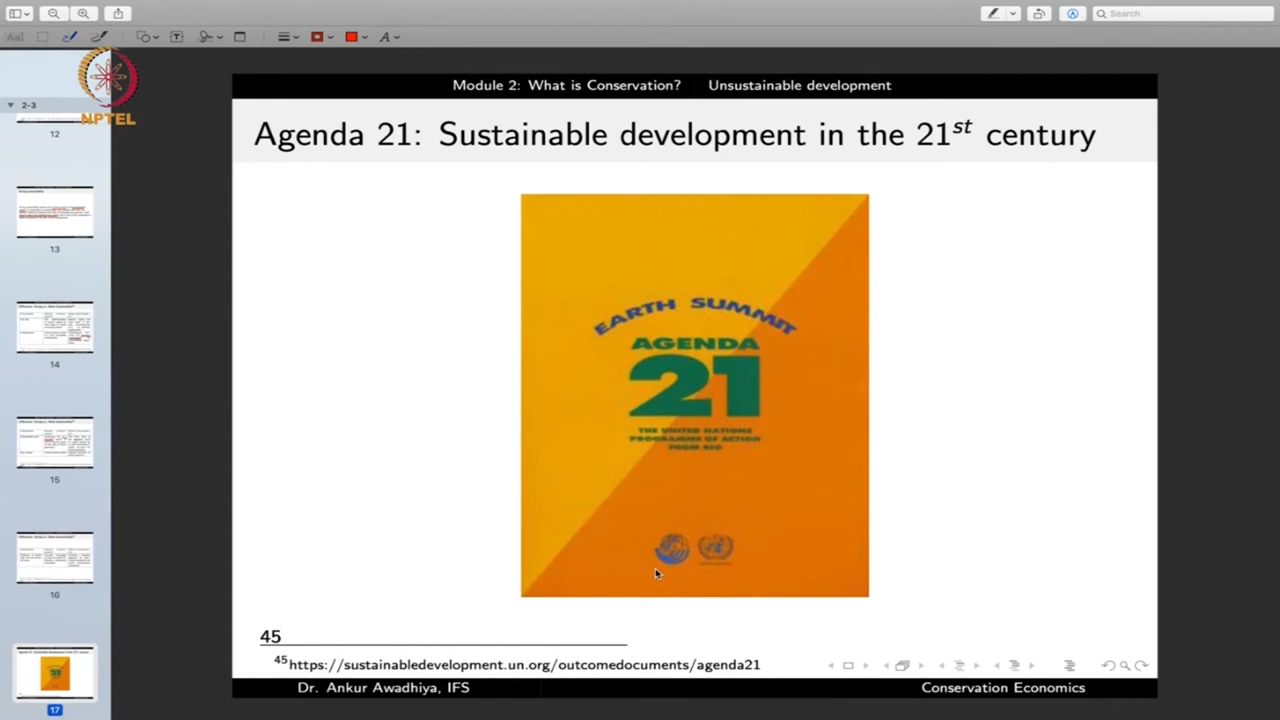 Search
NPTEL
2-3
12
13
14
15
16
17
Module 2: What is Conservation? Unsustainable development
Agenda 21: Sustainable development in the 21st century
EARTH SUMMIT
AGENDA
21
THE UNITED NATIONS
PROGRAMME OF ACTION
FROM RIO
45
45https://sustainabledevelopment.un.org/outcomedocuments/agenda21
Dr. Ankur Awadhiya, IFS Conservation Economics